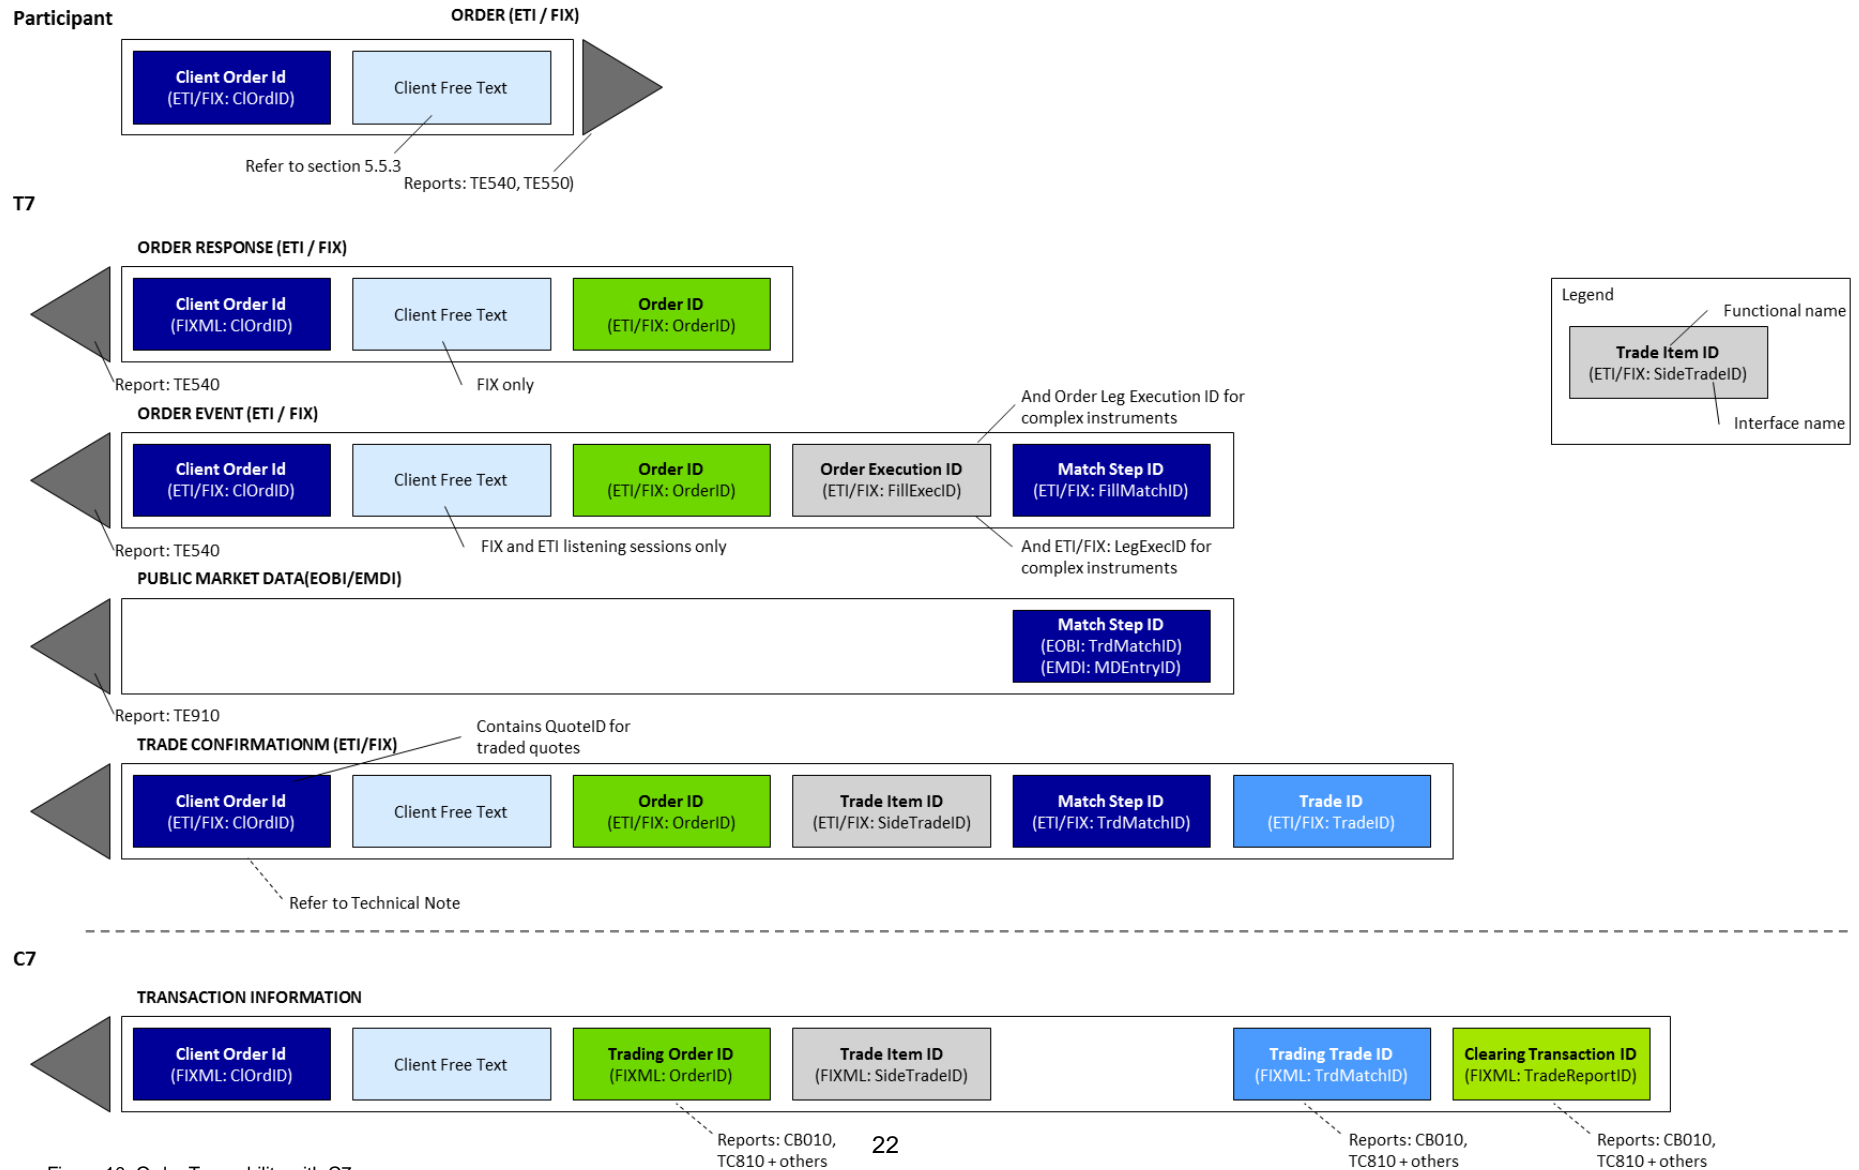 Participant
ORDER (ETI / FIX)
Client Order Id
(ETI/FIX: ClOrdID)
Client Free Text
Refer to section 5.5.3
Reports: TE540, TE550)
T7
ORDER RESPONSE (ETI / FIX)
Client Order Id
(FIXML: ClOrdID)
Client Free Text
Order ID
(ETI/FIX: OrderID)
Report: TE540
FIX only
Legend
Functional name
Trade Item ID
(ETI/FIX: SideTradeID)
Interface name
ORDER EVENT (ETI / FIX)
And Order Leg Execution ID for
complex instruments
Client Order Id
(ETI/FIX: ClOrdID)
Client Free Text
Order ID
(ETI/FIX: OrderID)
Order Execution ID
(ETI/FIX: FillExecID)
Match Step ID
(ETI/FIX: FillMatchID)
Report: TE540
FIX and ETI listening sessions only
And ETI/FIX: LegExecID for
complex instruments
PUBLIC MARKET DATA(EOBI/EMDI)
Match Step ID
(EOBI: TrdMatchID)
(EMDI: MDEntryID)
Report: TE910
Contains QuoteID for
traded quotes
TRADE CONFIRMATIONM (ETI/FIX)
Client Order Id
(ETI/FIX: ClOrdID)
Client Free Text
Order ID
(ETI/FIX: OrderID)
Trade Item ID
(ETI/FIX: SideTradeID)
Match Step ID
(ETI/FIX: TrdMatchID)
Trade ID
(ETI/FIX: TradeID)
Refer to Technical Note
C7
TRANSACTION INFORMATION
Client Order Id
(FIXML: ClOrdID)
Client Free Text
Trading Order ID
(FIXML: OrderID)
Trade Item ID
(FIXML: SideTradeID)
Trading Trade ID
(FIXML: TrdMatchID)
Clearing Transaction ID
(FIXML: TradeReportID)
Reports: CB010,
TC810 + others
22
Reports: CB010,
TC810 + others
Reports: CB010,
TC810 + others